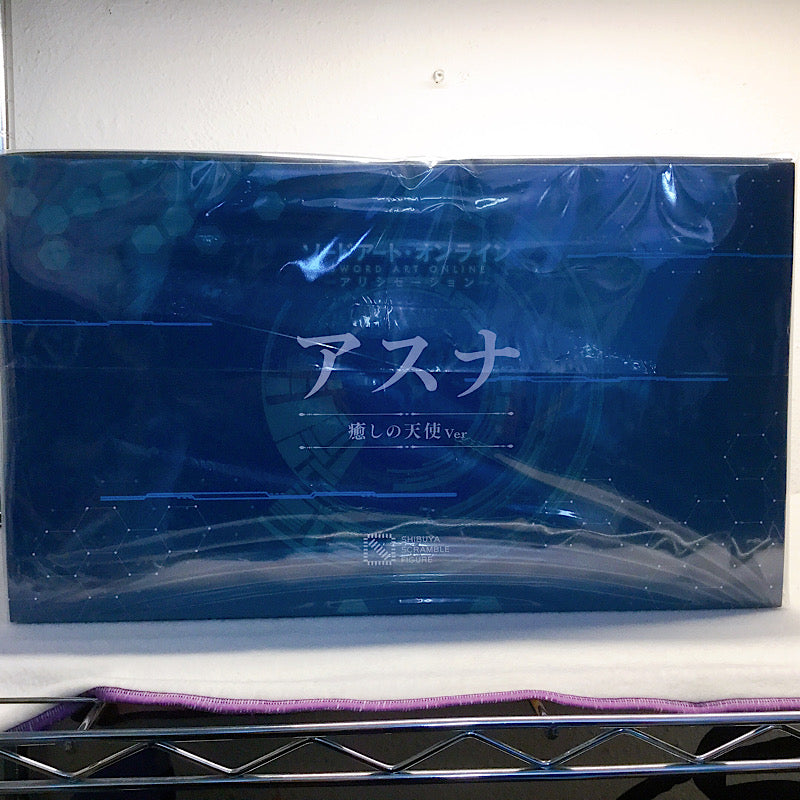 ソードアート・オンライン
SWORD ART ONLINE
アリシゼーション
アスナ
癒しの天使Ver
SHIBUYA
SCRAMBLE
FIGURE